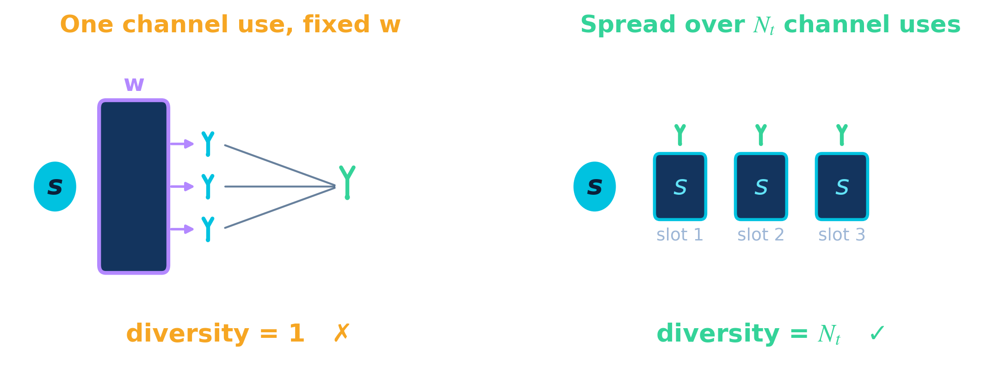 One channel use, fixed w
w
s
diversity = 1 ✗
Spread over Nₜ channel uses
s
s s s
slot 1 slot 2 slot 3
diversity = Nₜ ✓